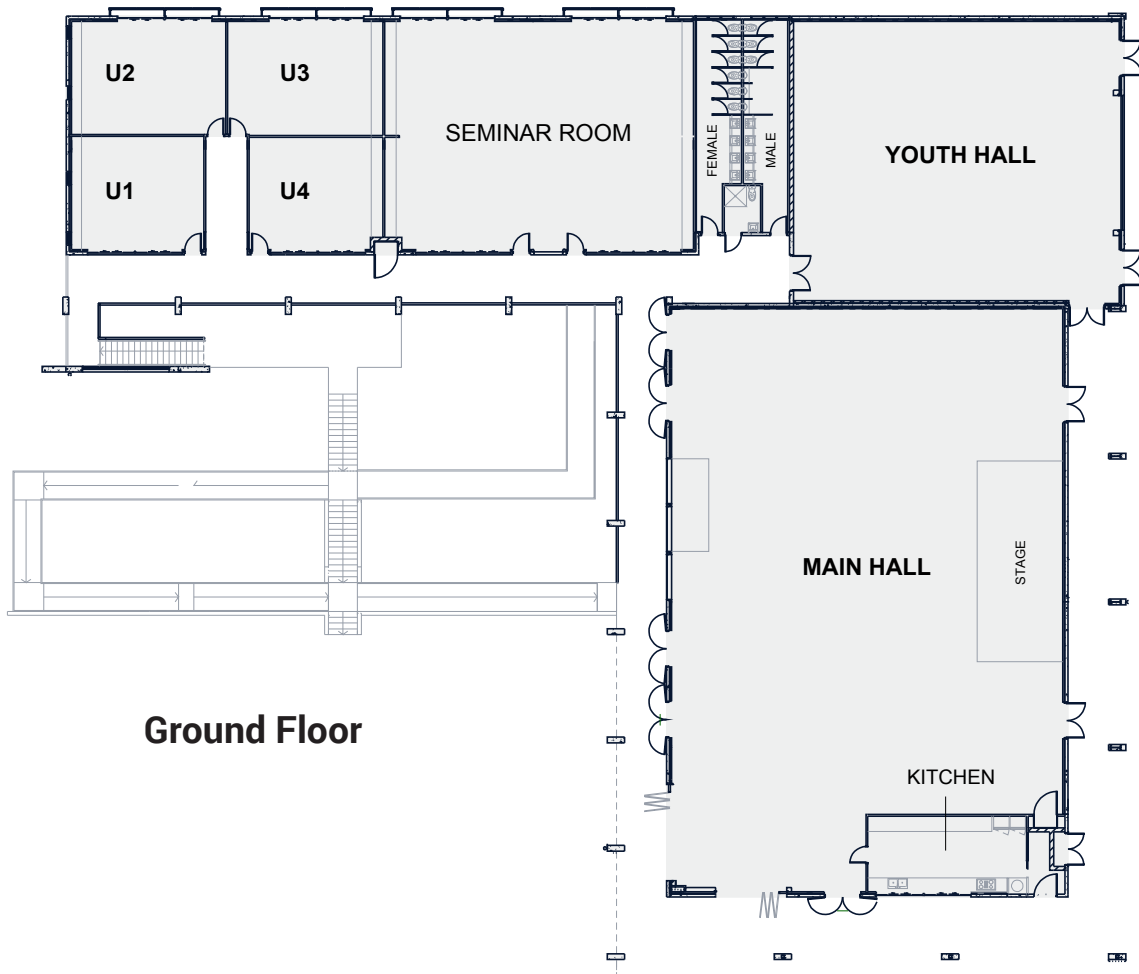 U2
U3
SEMINAR ROOM
FEMALE
MALE
YOUTH HALL
U1
U4
MAIN HALL
STAGE
Ground Floor
KITCHEN